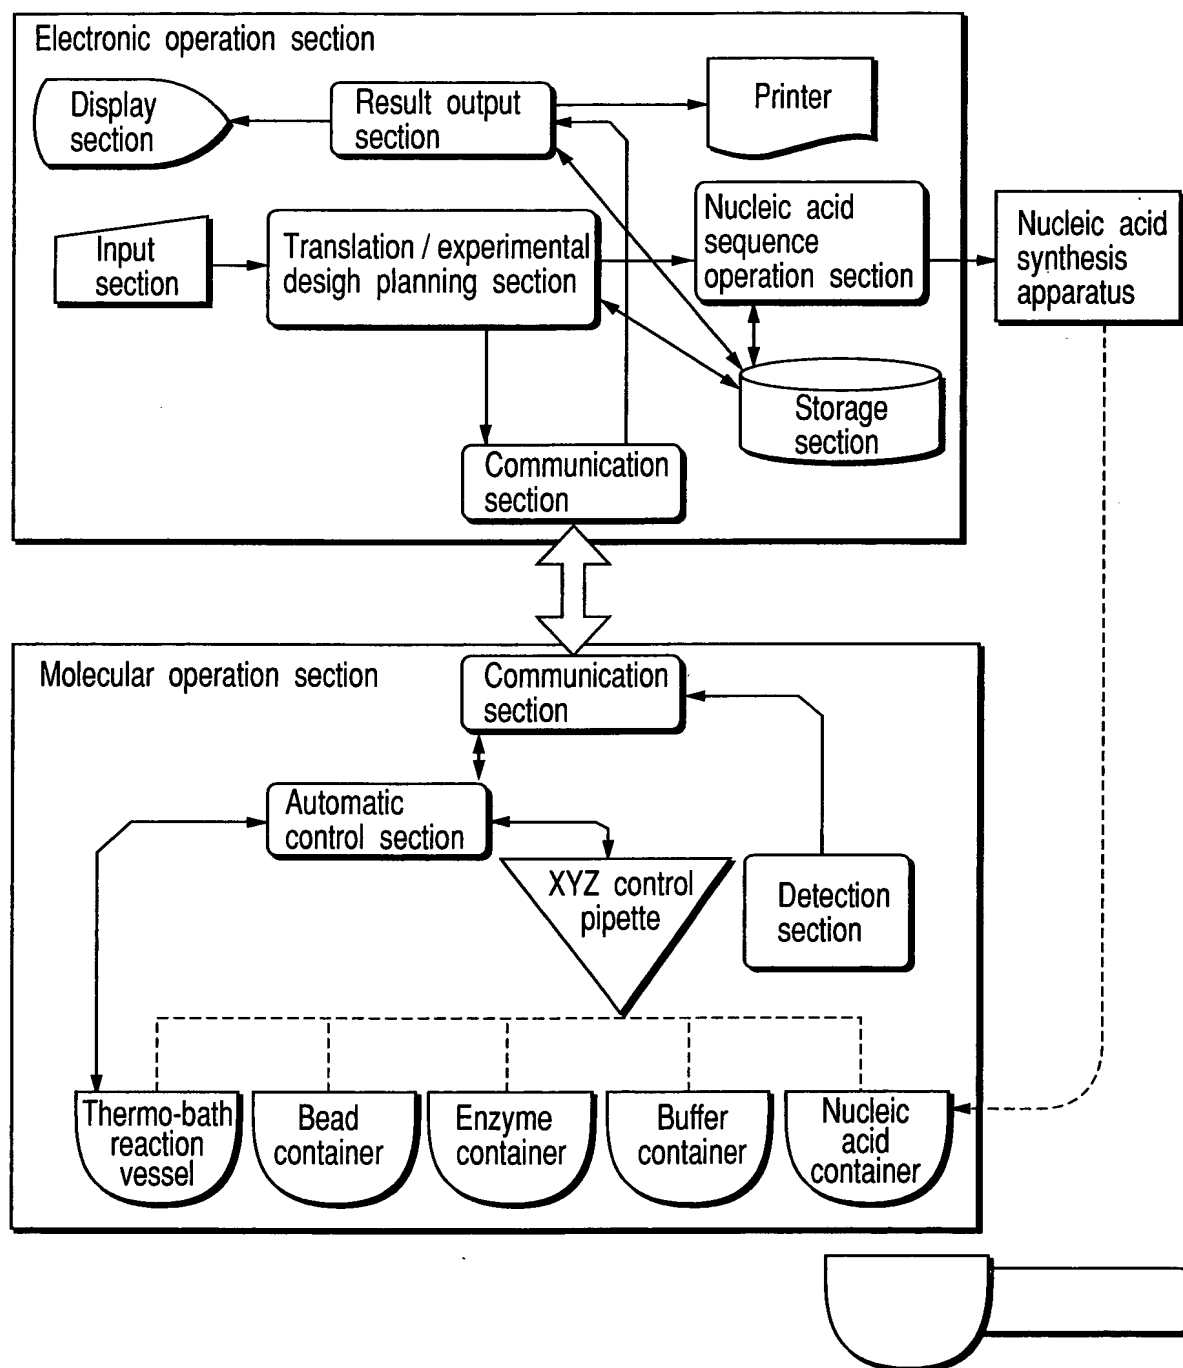 Electronic operation section
Display
section
Result output
section
Printer
Input
section
Translation / experimental
desigh planning section
Nucleic acid
sequence
operation section
Nucleic acid
synthesis
apparatus
Storage
section
Communication
section
Molecular operation section
Communication
section
Automatic
control section
XYZ control
pipette
Detection
section
Thermo-bath
reaction
vessel
Bead
container
Enzyme
container
Buffer
container
Nucleic
acid
container